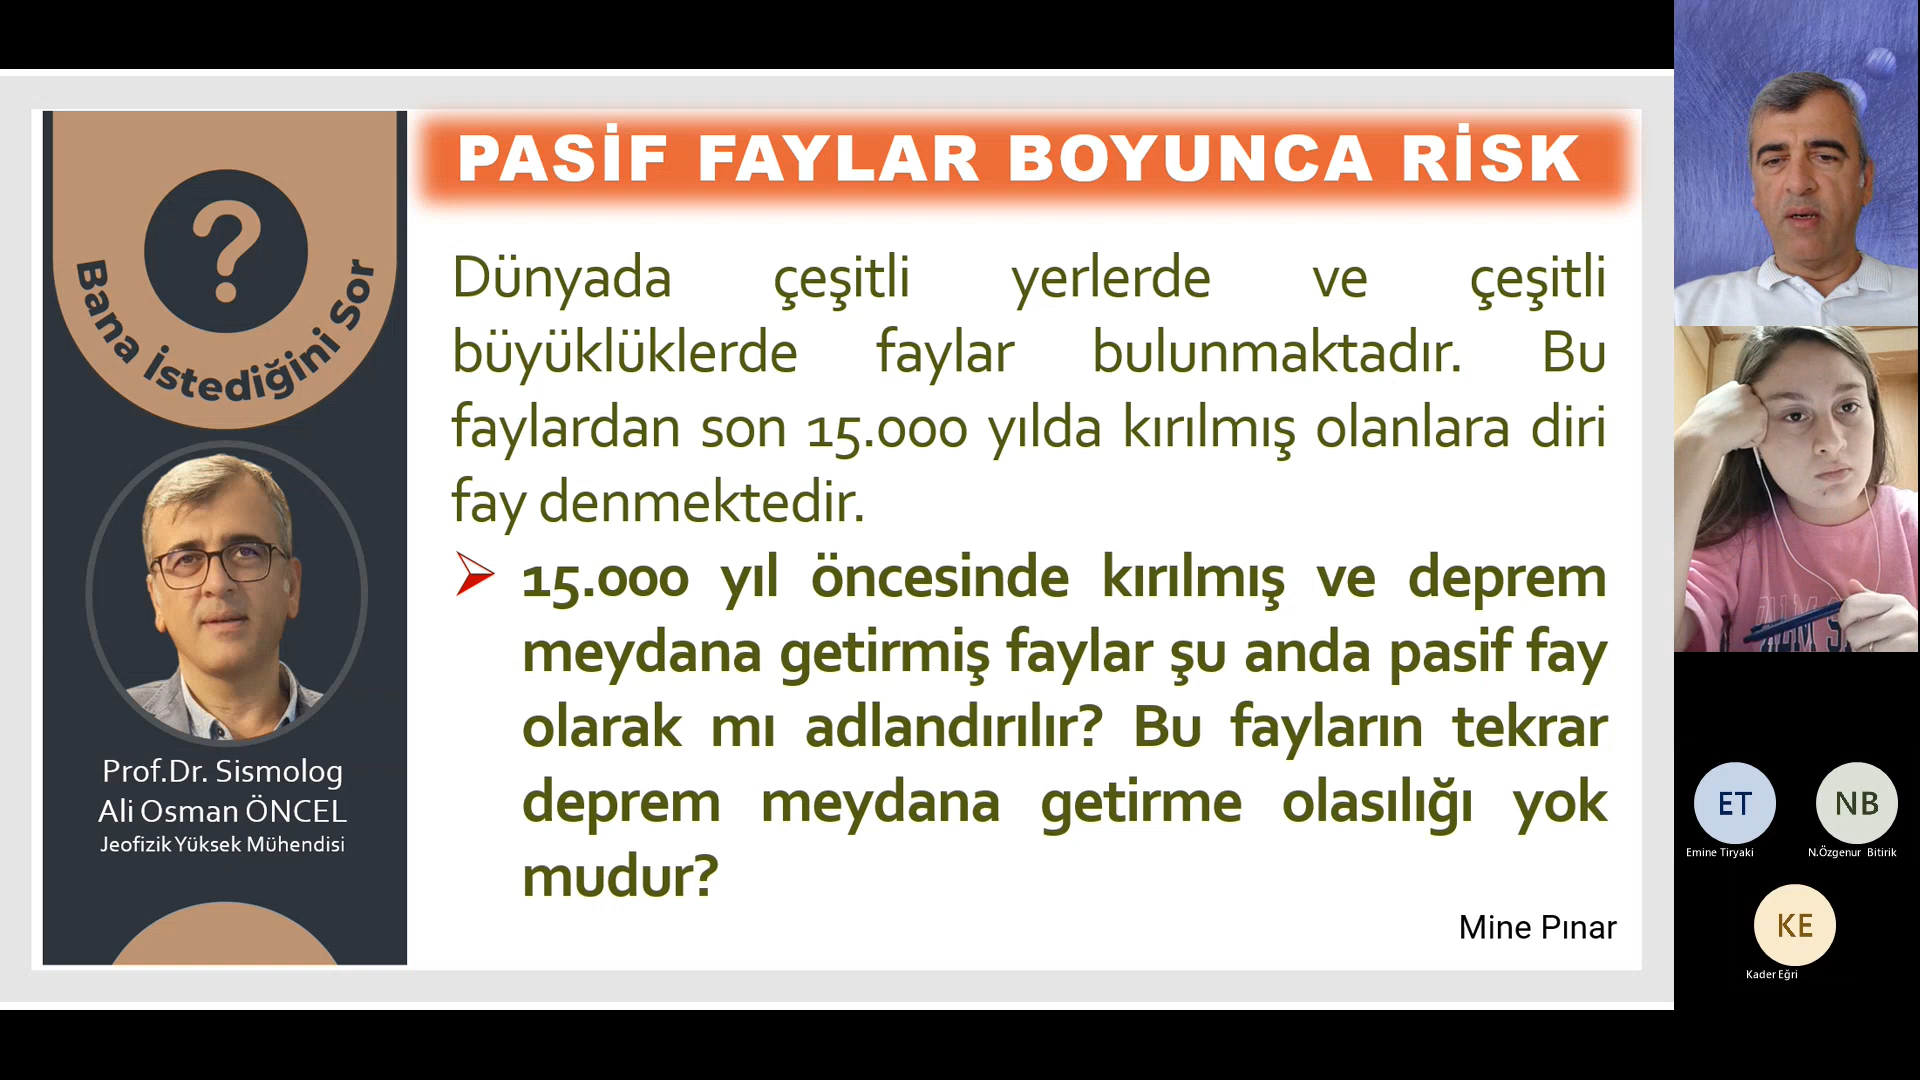 Bana İstediğini Sor
Prof.Dr. Sismolog
Ali Osman ÖNCEL
Jeofizik Yüksek Mühendisi
PASİF FAYLAR BOYUNCA RİSK
Dünyada çeşitli yerlerde ve çeşitli
büyüklüklerde faylar bulunmaktadır. Bu
faylardan son 15.000 yılda kırılmış olanlara diri
fay denmektedir.
15.000 yıl öncesinde kırılmış ve deprem
meydana getirmiş faylar şu anda pasif fay
olarak mı adlandırılır? Bu fayların tekrar
deprem meydana getirme olasılığı yok
mudur?
Mine Pınar
ET
Emine Tiryaki
NB
N.Özgenur Bitirik
KE
Kader Eğri